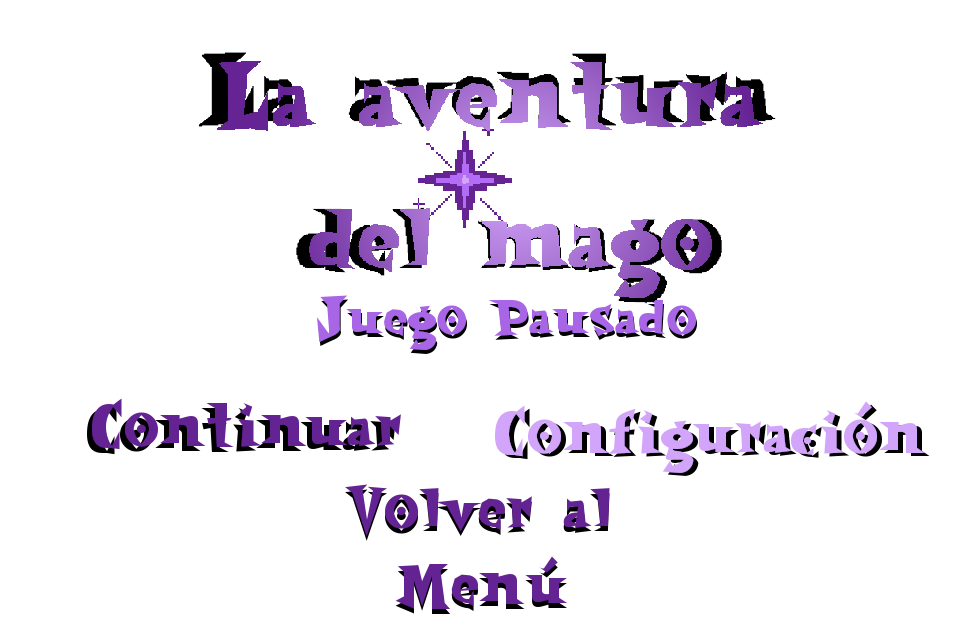 La aventura
del mago
Juego Pausado
Continuar
Configuración
Volver al
Menú